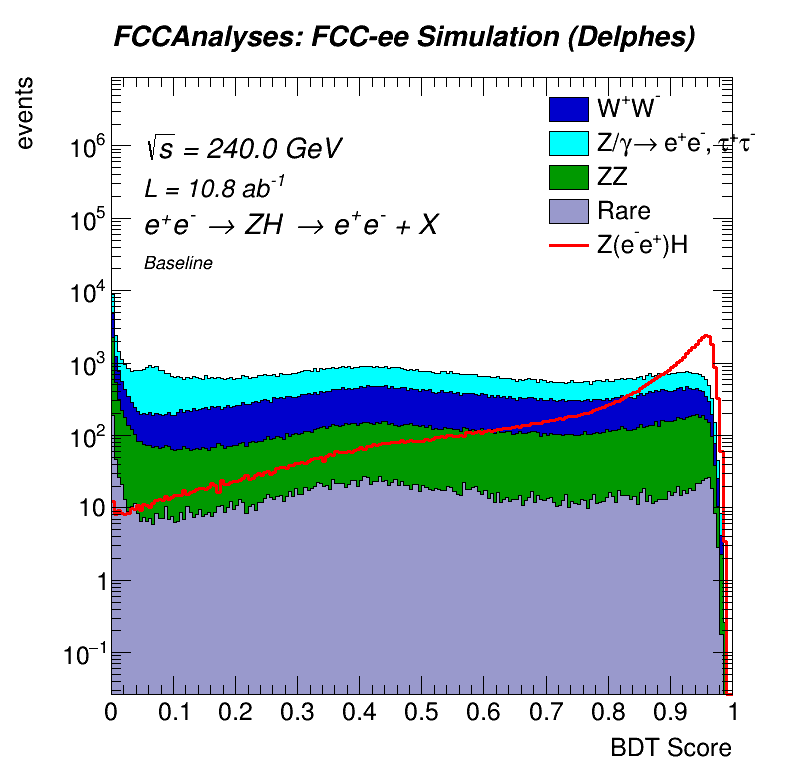 FCCAnalyses: FCC-ee Simulation (Delphes)
events
√s = 240.0 GeV
L = 10.8 ab⁻¹
e⁺e⁻ → ZH → e⁺e⁻ + X
Baseline
W⁺W⁻
Z/γ→ e⁺e⁻, τ⁺τ⁻
ZZ
Rare
Z(e⁻e⁺)H
10⁶
10⁵
10⁴
10³
10²
10
1
10⁻¹
0 0.1 0.2 0.3 0.4 0.5 0.6 0.7 0.8 0.9 1
BDT Score